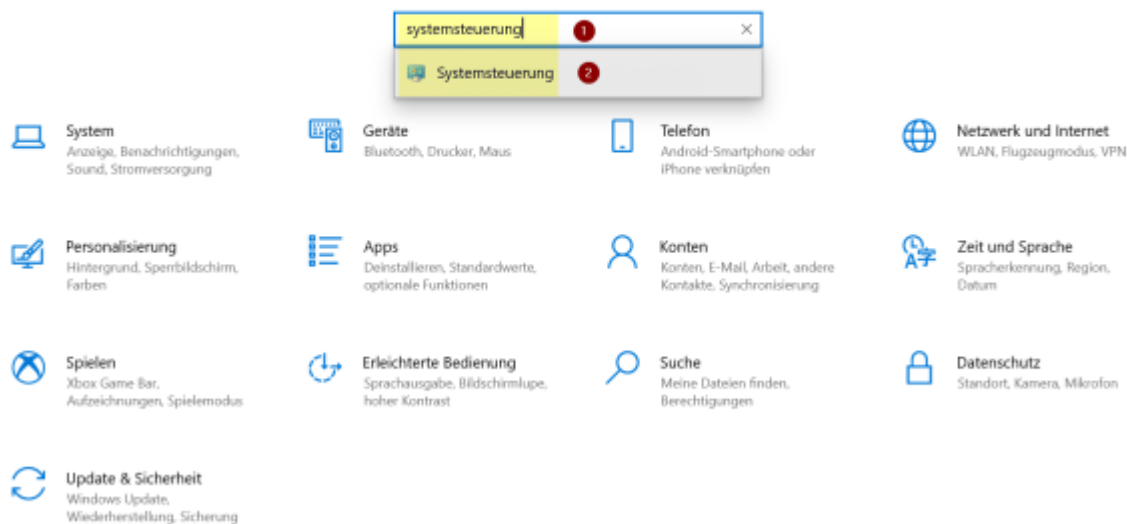 systemsteuerung 1
Systemsteuerung 2
System
Anzeige, Benachrichtigungen,
Sound, Stromversorgung
Geräte
Bluetooth, Drucker, Maus
Telefon
Android-Smartphone oder
iPhone verknüpfen
Netzwerk und Internet
WLAN, Flugzeugmodus, VPN
Personalisierung
Hintergrund, Sperrbildschirm,
Farben
Apps
Deinstallieren, Standardwerte,
optionale Funktionen
Konten
Konten, E-Mail, Arbeit, andere
Kontakte, Synchronisierung
A字
Zeit und Sprache
Spracherkennung, Region,
Datum
Spielen
Xbox Game Bar,
Aufzeichnungen, Spielemodus
Erleichterte Bedienung
Sprachausgabe, Bildschirmlupe,
hoher Kontrast
Suche
Meine Dateien finden,
Berechtigungen
Datenschutz
Standort, Kamera, Mikrofon
Update & Sicherheit
Windows Update,
Wiederherstellung, Sicherung